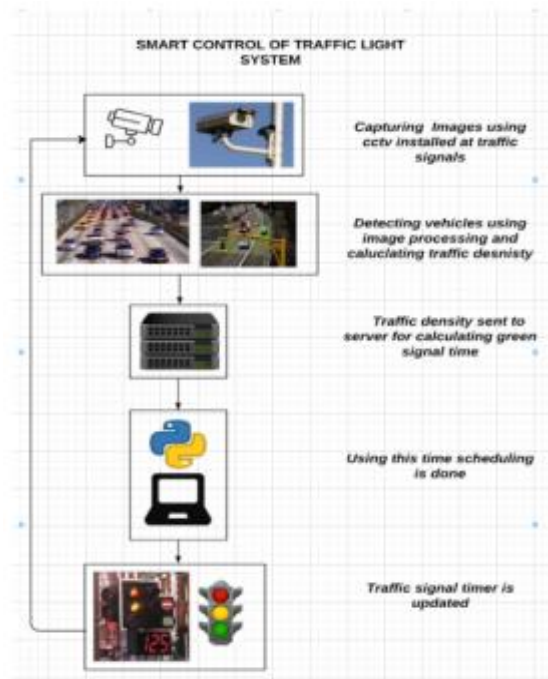 SMART CONTROL OF TRAFFIC LIGHT
SYSTEM
Capturing Images using
cctv installed at traffic
signals
Detecting vehicles using
image processing and
caluclating traffic desnisty
Traffic density sent to
server for calculating green
signal time
Using this time scheduling
is done
125
Traffic signal timer is
updated